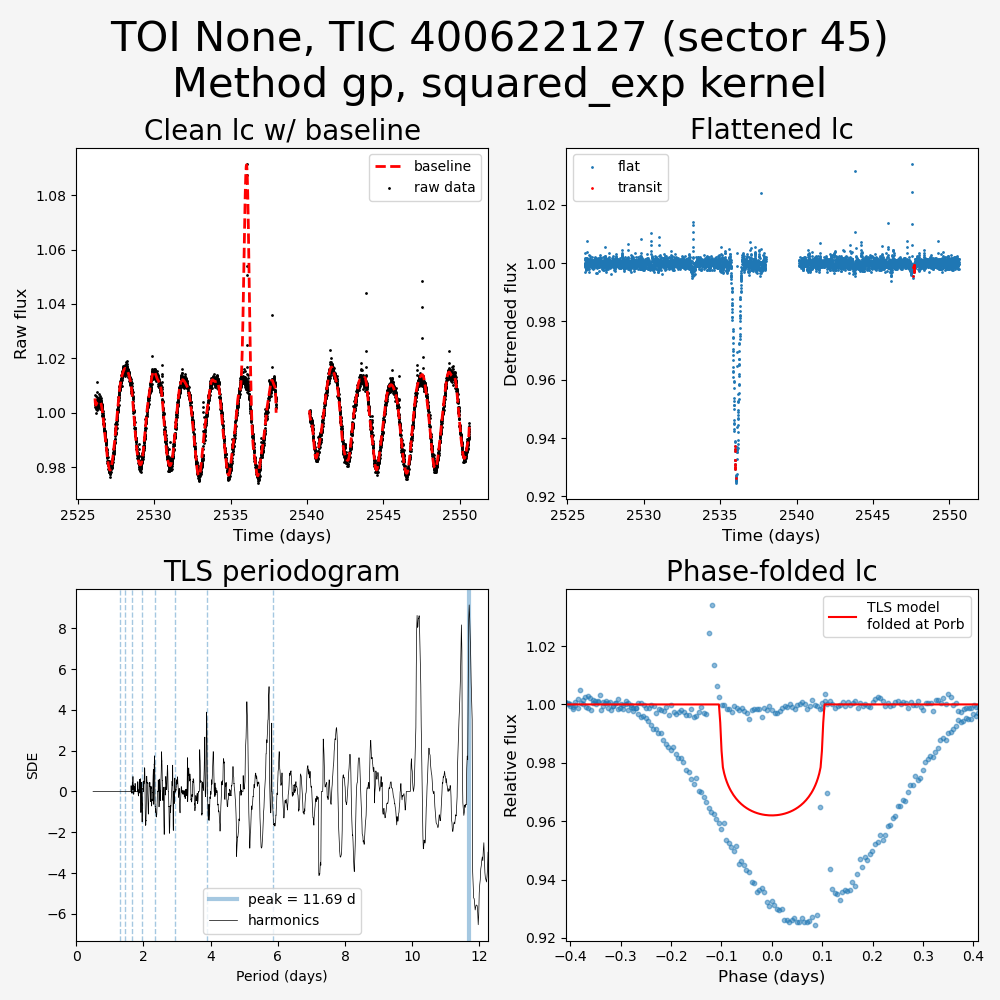 TOI None, TIC 400622127 (sector 45)
Method gp, squared_exp kernel
Clean lc w/ baseline
baseline
raw data
Raw flux
1.08
1.06
1.04
1.02
1.00
0.98
2525 2530 2535 2540 2545 2550
Time (days)
Flattened lc
flat
transit
Detrended flux
1.02
1.00
0.98
0.96
0.94
0.92
2525 2530 2535 2540 2545 2550
Time (days)
TLS periodogram
SDE
8
6
4
2
0
−2
−4
−6
peak = 11.69 d
harmonics
0 2 4 6 8 10 12
Period (days)
Phase-folded lc
TLS model
folded at Porb
Relative flux
1.02
1.00
0.98
0.96
0.94
0.92
−0.4 −0.3 −0.2 −0.1 0.0 0.1 0.2 0.3 0.4
Phase (days)